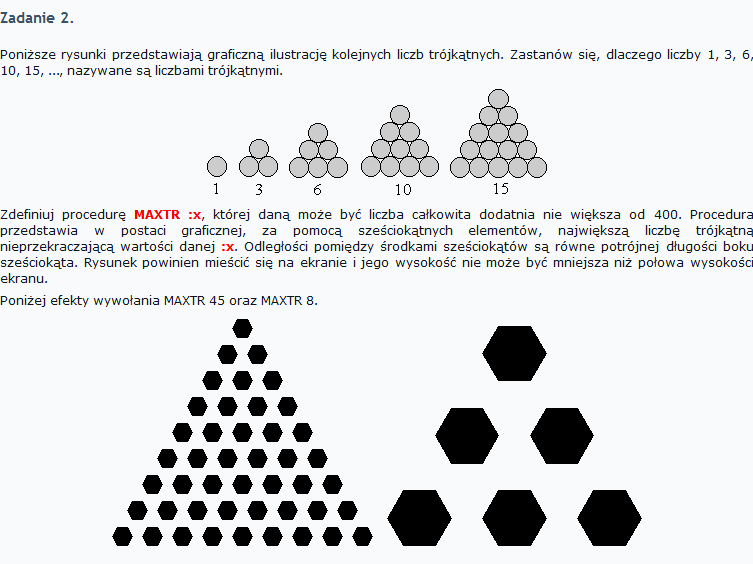 Zadanie 2.
Poniższe rysunki przedstawiają graficzną ilustrację kolejnych liczb trójkątnych. Zastanów się, dlaczego liczby 1, 3, 6,
10, 15, ..., nazywane są liczbami trójkątnymi.
1 3 6 10 15
Zdefiniuj procedurę MAXTR :x, której daną może być liczba całkowita dodatnia nie większa od 400. Procedura
przedstawia w postaci graficznej, za pomocą sześciokątnych elementów, największą liczbę trójkątną
nieprzekraczającą wartości danej :x. Odległości pomiędzy środkami sześciokątów są równe potrójnej długości boku
sześciokąta. Rysunek powinien mieścić się na ekranie i jego wysokość nie może być mniejsza niż połowa wysokości
ekranu.
Poniżej efekty wywołania MAXTR 45 oraz MAXTR 8.